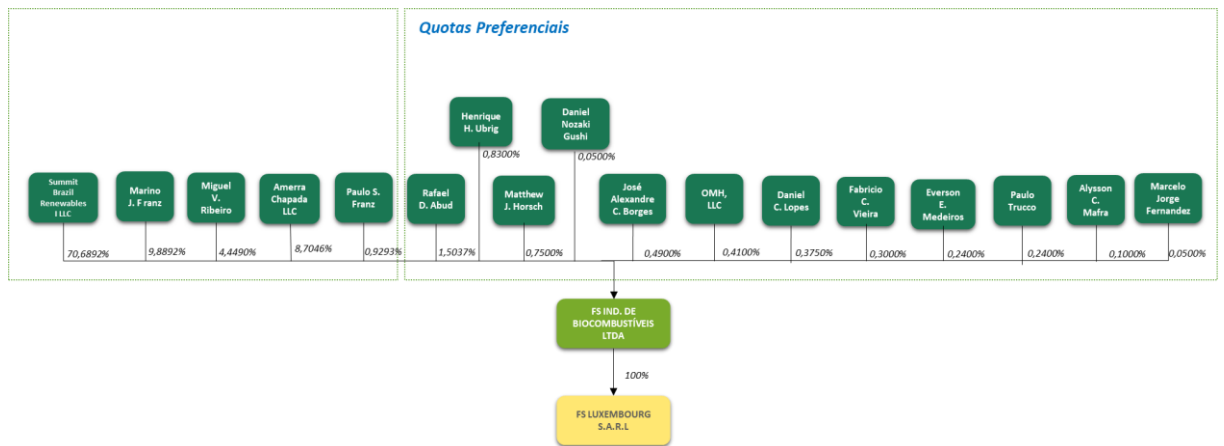 Quotas Preferenciais
Henrique
H. Ubrig
0,8300%
Daniel
Nozaki
Gushi
0,0500%
Summit
Brazil
Renewables
I LLC
70,6892%
Marino
J. Franz
9,8892%
Miguel
V.
Ribeiro
4,4490%
Amerra
Chapada
LLC
8,7046%
Paulo S.
Franz
0,9293%
Rafael
D. Abud
1,5037%
Matthew
J. Horsch
0,7500%
José
Alexandre
C. Borges
0,4900%
OMH,
LLC
0,4100%
Daniel
C. Lopes
0,3750%
Fabricio
C.
Vieira
0,3000%
Everson
E.
Medeiros
0,2400%
Paulo
Trucco
0,2400%
Alysson
C.
Mafra
0,1000%
Marcelo
Jorge
Fernandez
0,0500%
FS IND. DE
BIOCOMBUSTÍVEIS
LTDA
100%
FS LUXEMBOURG
S.A.R.L